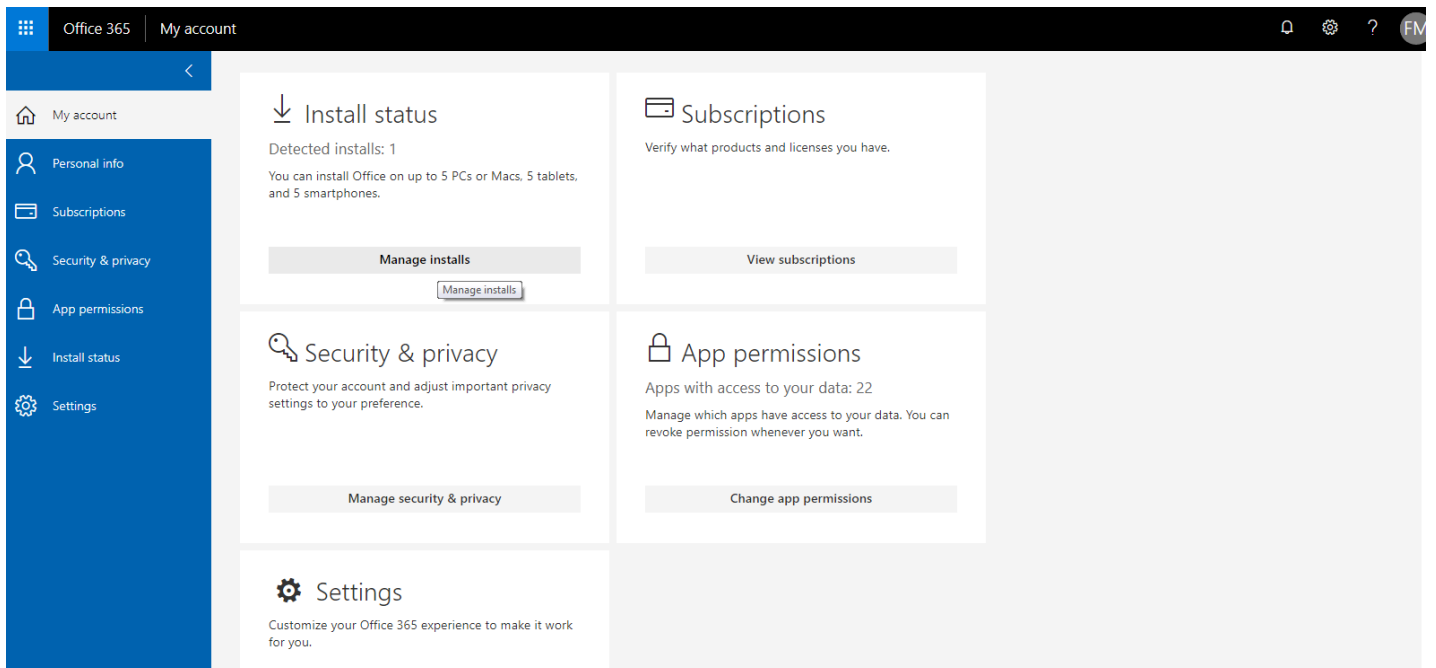 Office 365
My account
?
FM
My account
Personal info
Subscriptions
Security & privacy
App permissions
Install status
Settings
Install status
Detected installs: 1
You can install Office on up to 5 PCs or Macs, 5 tablets,
and 5 smartphones.
Manage installs
Manage installs
Subscriptions
Verify what products and licenses you have.
View subscriptions
Security & privacy
Protect your account and adjust important privacy
settings to your preference.
Manage security & privacy
App permissions
Apps with access to your data: 22
Manage which apps have access to your data. You can
revoke permission whenever you want.
Change app permissions
Settings
Customize your Office 365 experience to make it work
for you.